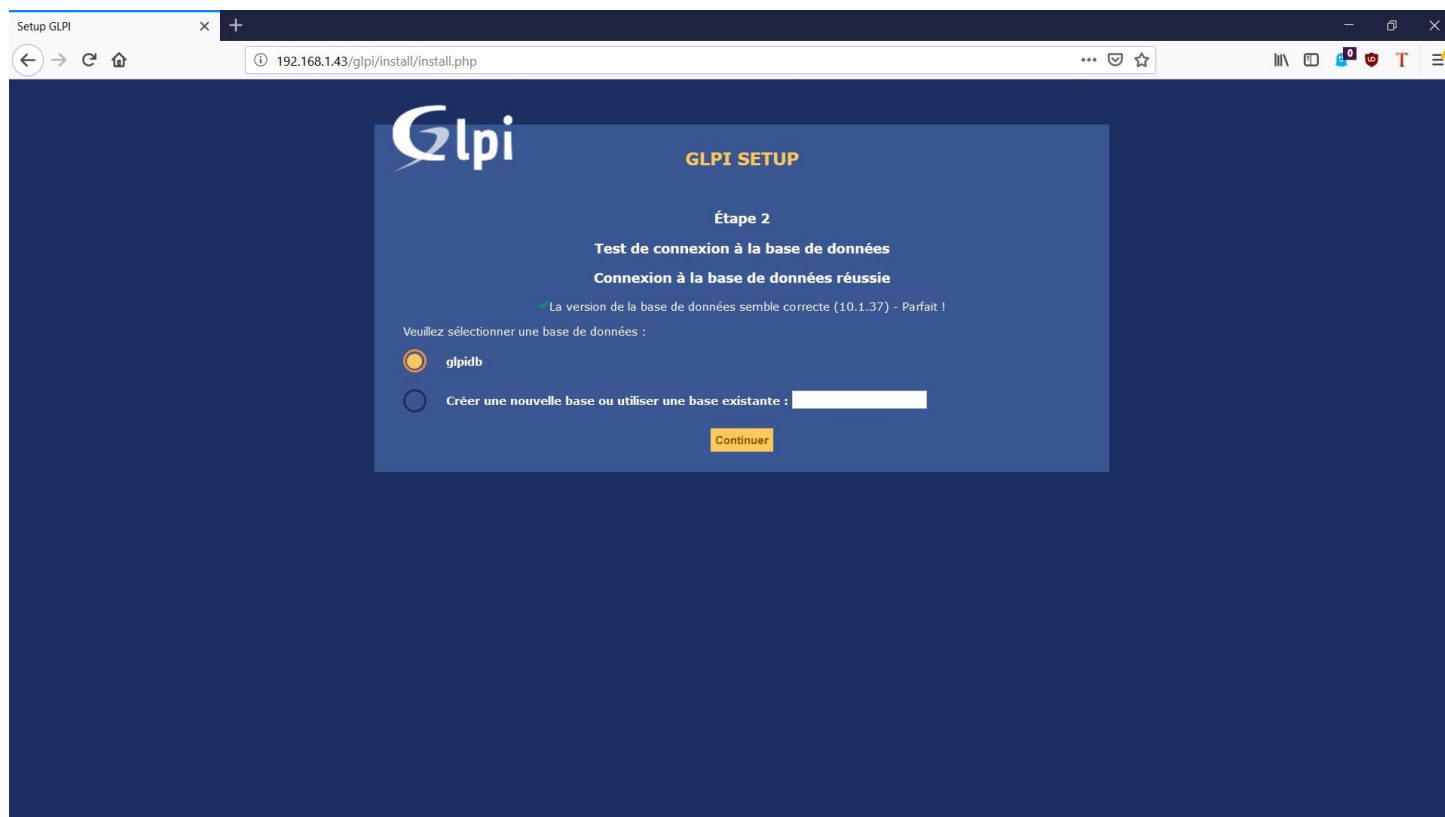 Setup GLPI
192.168.1.43/glpi/install/install.php
0
T
Glpi
GLPI SETUP
Étape 2
Test de connexion à la base de données
Connexion à la base de données réussie
La version de la base de données semble correcte (10.1.37) - Parfait !
Veuillez sélectionner une base de données :
glpidb
Créer une nouvelle base ou utiliser une base existante :
Continuer